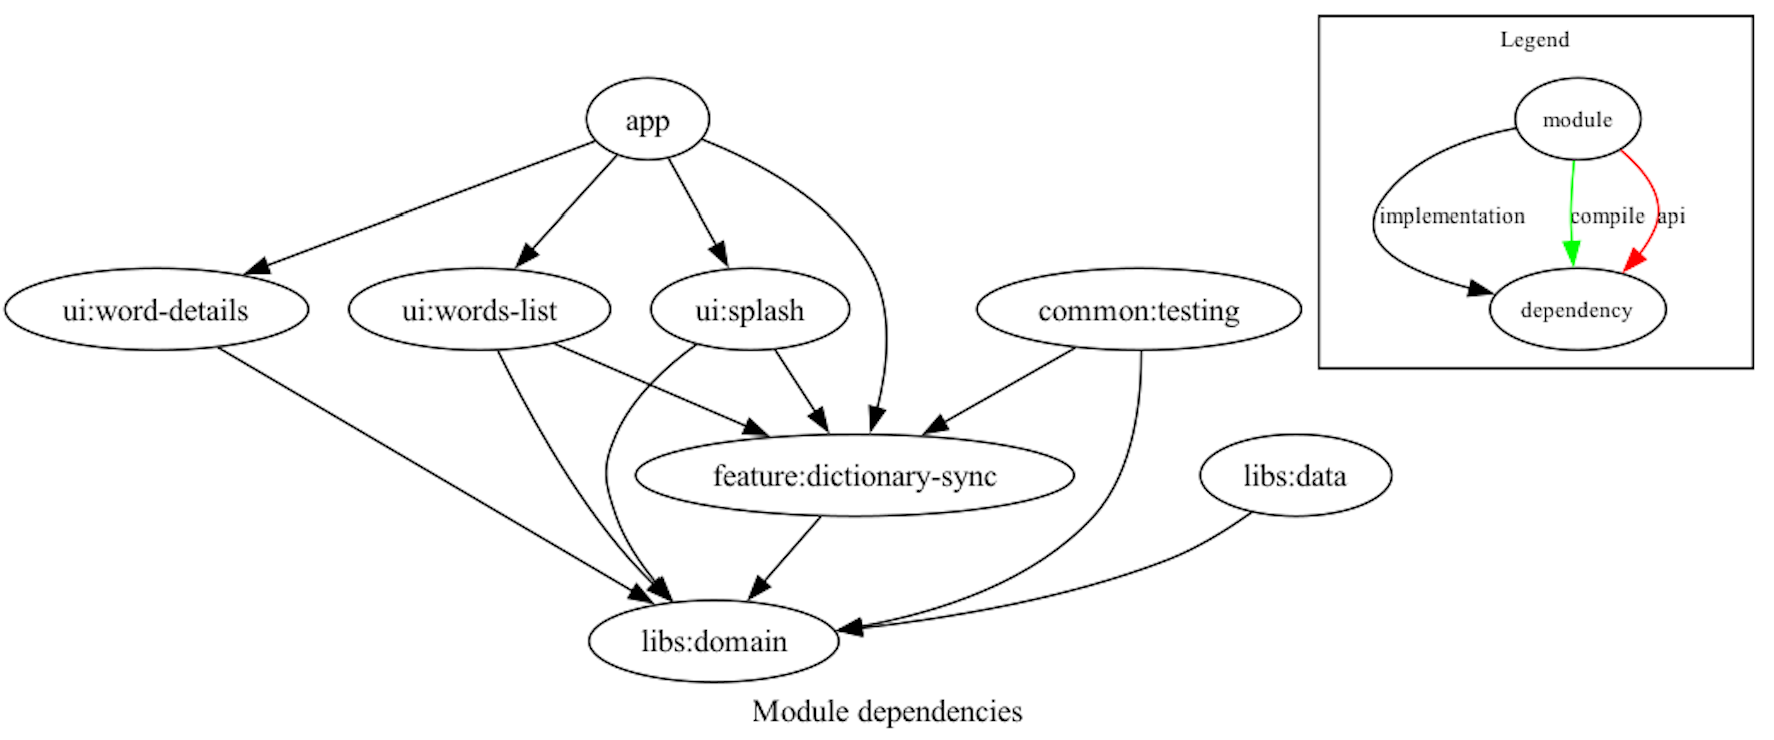 Legend
app
module
implementation
compile
api
ui:word-details
ui:words-list
ui:splash
common:testing
dependency
feature:dictionary-sync
libs:data
libs:domain
Module dependencies